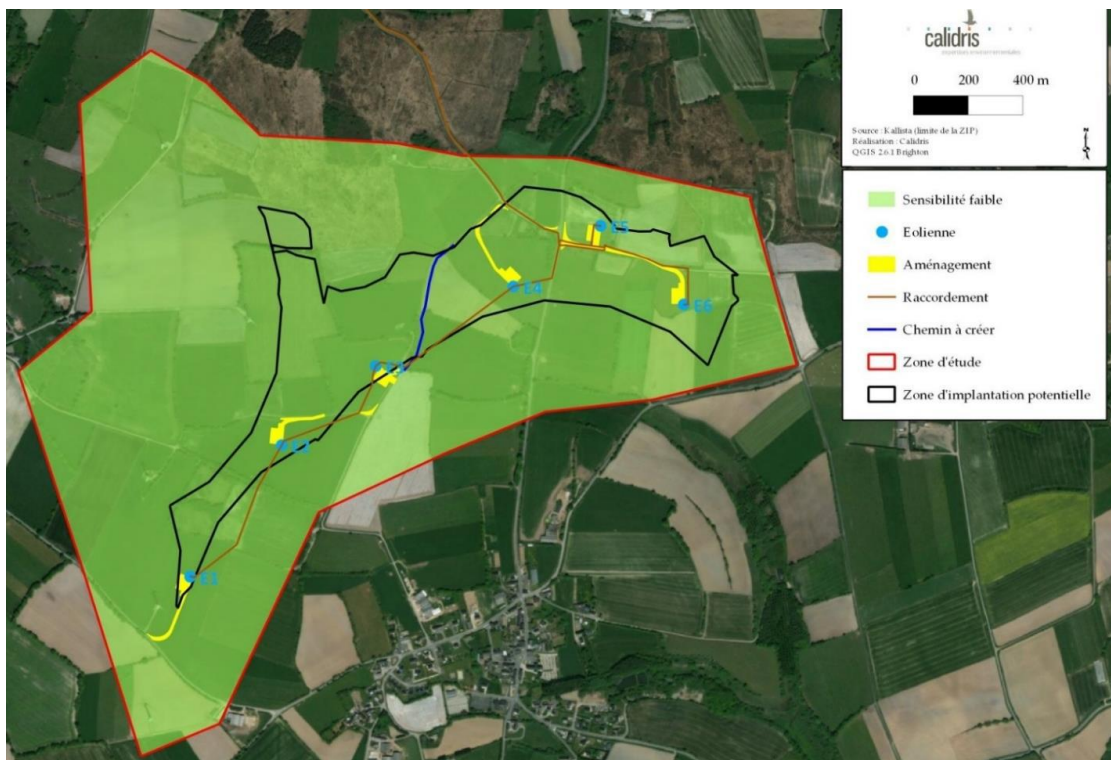 calidris
0 200 400 m
Source : Kallista (limite de la ZIP)
Réalisation : Calidris
QGIS 2.6.1 Brighton
N
Sensibilité faible
Eolienne
Aménagement
Raccordement
Chemin à créer
Zone d'étude
Zone d'implantation potentielle
E5
E4
E6
E3
E2
E1